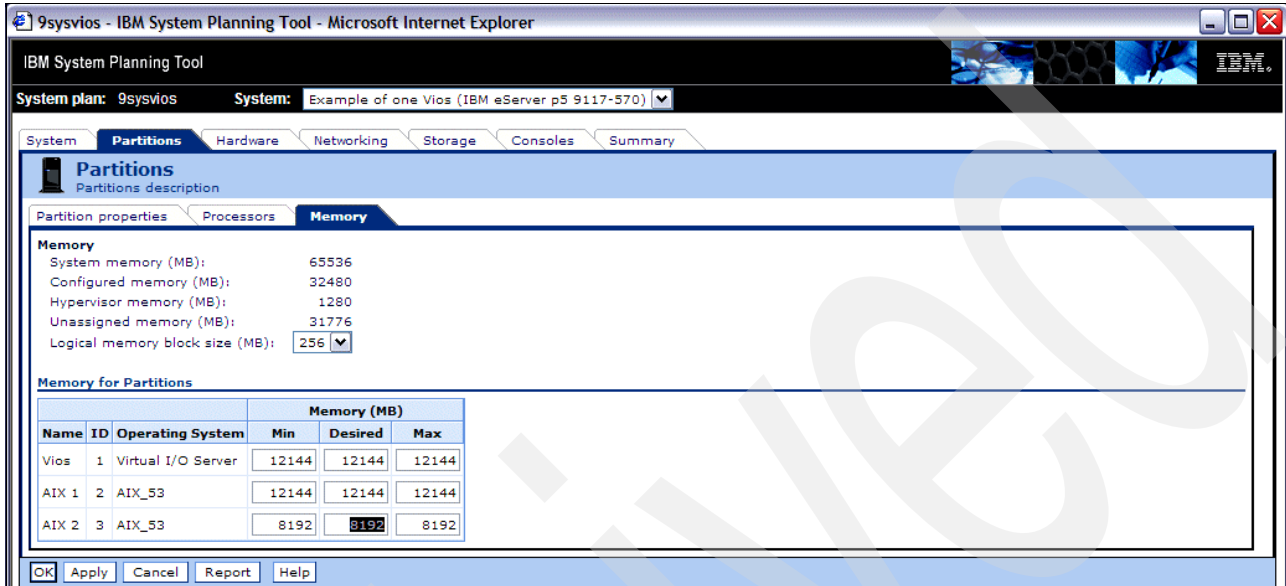 9sysvios - IBM System Planning Tool - Microsoft Internet Explorer
IBM System Planning Tool
IBM.
System plan: 9sysvios System: Example of one Vios (IBM eServer p5 9117-570)
System Partitions Hardware Networking Storage Consoles Summary
Partitions
Partitions description
Partition properties Processors Memory
Memory
System memory (MB): 65536
Configured memory (MB): 32480
Hypervisor memory (MB): 1280
Unassigned memory (MB): 31776
Logical memory block size (MB): 256
Memory for Partitions
Memory (MB)
Name ID Operating System Min Desired Max
Vios 1 Virtual I/O Server 12144 12144 12144
AIX 1 2 AIX_53 12144 12144 12144
AIX 2 3 AIX_53 8192 8192 8192
OK Apply Cancel Report Help